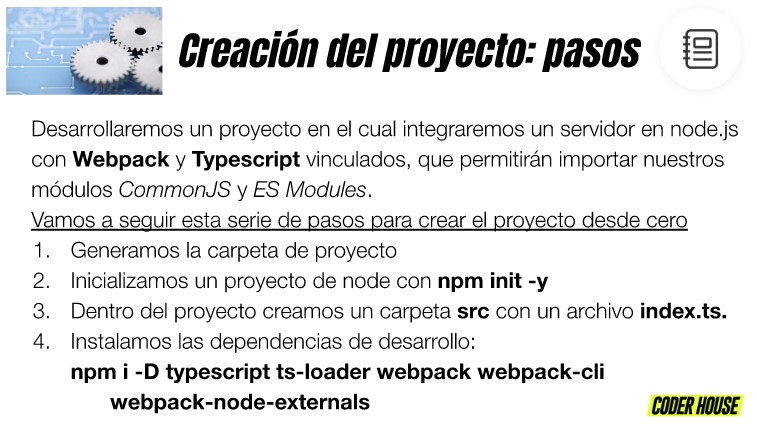 Creación del proyecto: pasos
Desarrollaremos un proyecto en el cual integraremos un servidor en node.js
con Webpack y Typescript vinculados, que permitirán importar nuestros
módulos CommonJS y ES Modules.
Vamos a seguir esta serie de pasos para crear el proyecto desde cero
1. Generamos la carpeta de proyecto
2. Inicializamos un proyecto de node con npm init -y
3. Dentro del proyecto creamos un carpeta src con un archivo index.ts.
4. Instalamos las dependencias de desarrollo:
npm i -D typescript ts-loader webpack webpack-cli
webpack-node-externals
CODER HOUSE